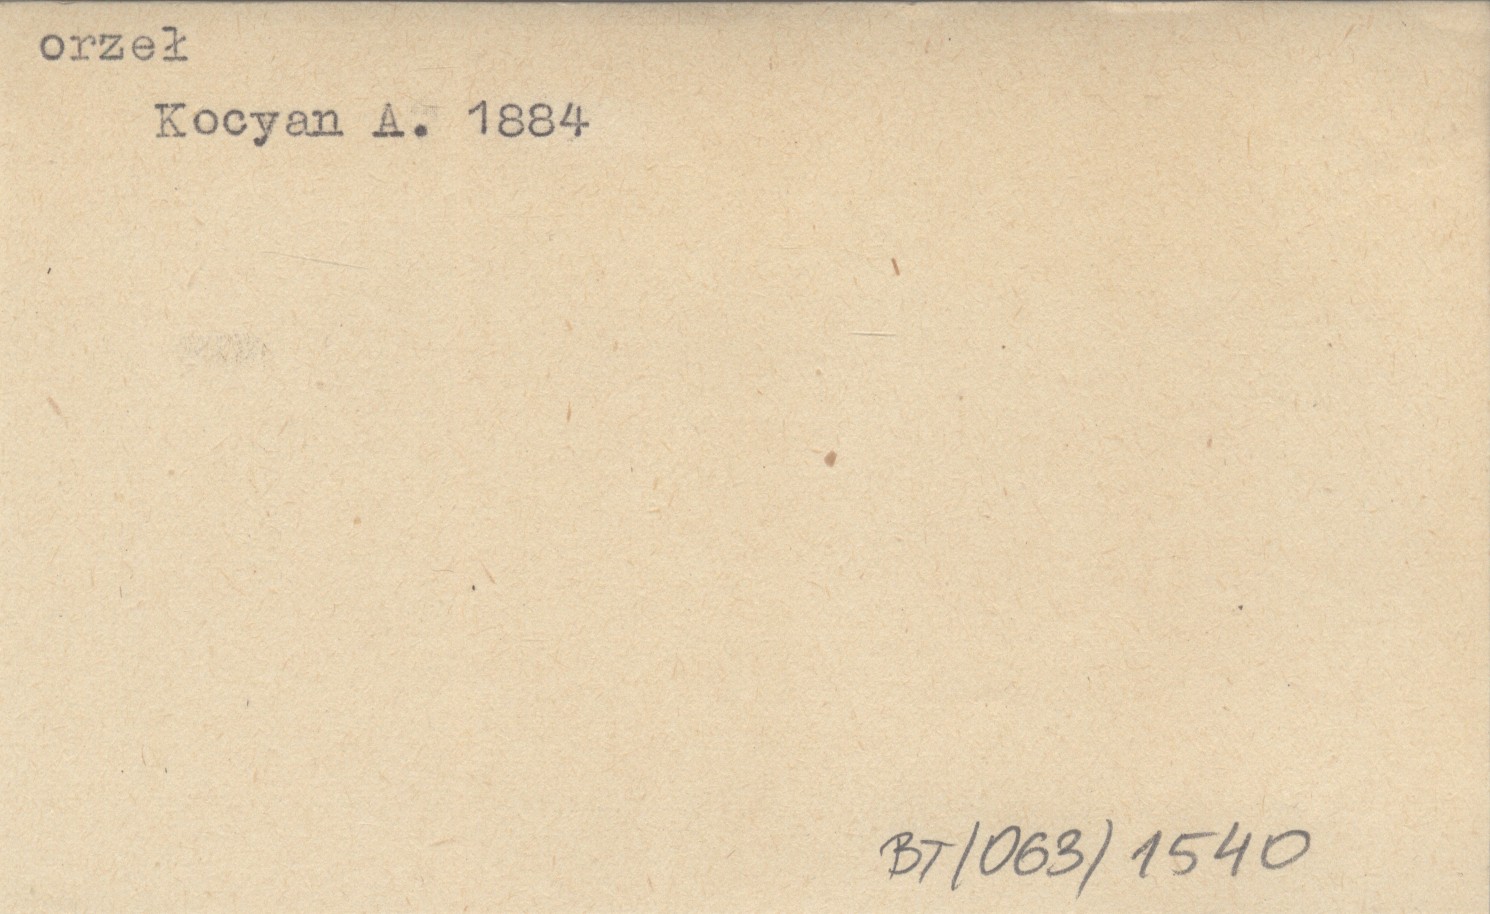 orzeł
Kocyan A. 1884
BT/063/1540